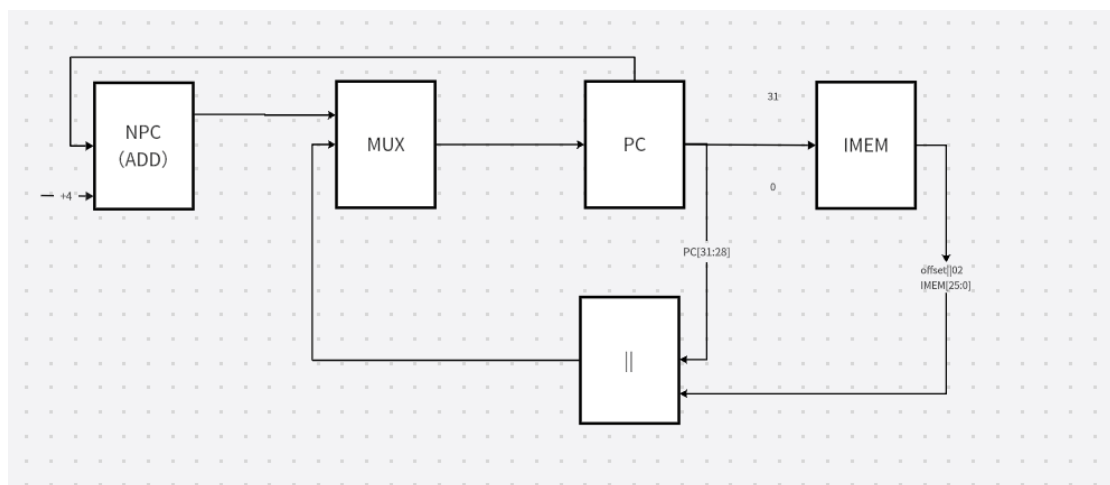 NPC
（ADD）
+4
MUX
PC
31
0
IMEM
PC[31:28]
offset||02
IMEM[25:0]
||